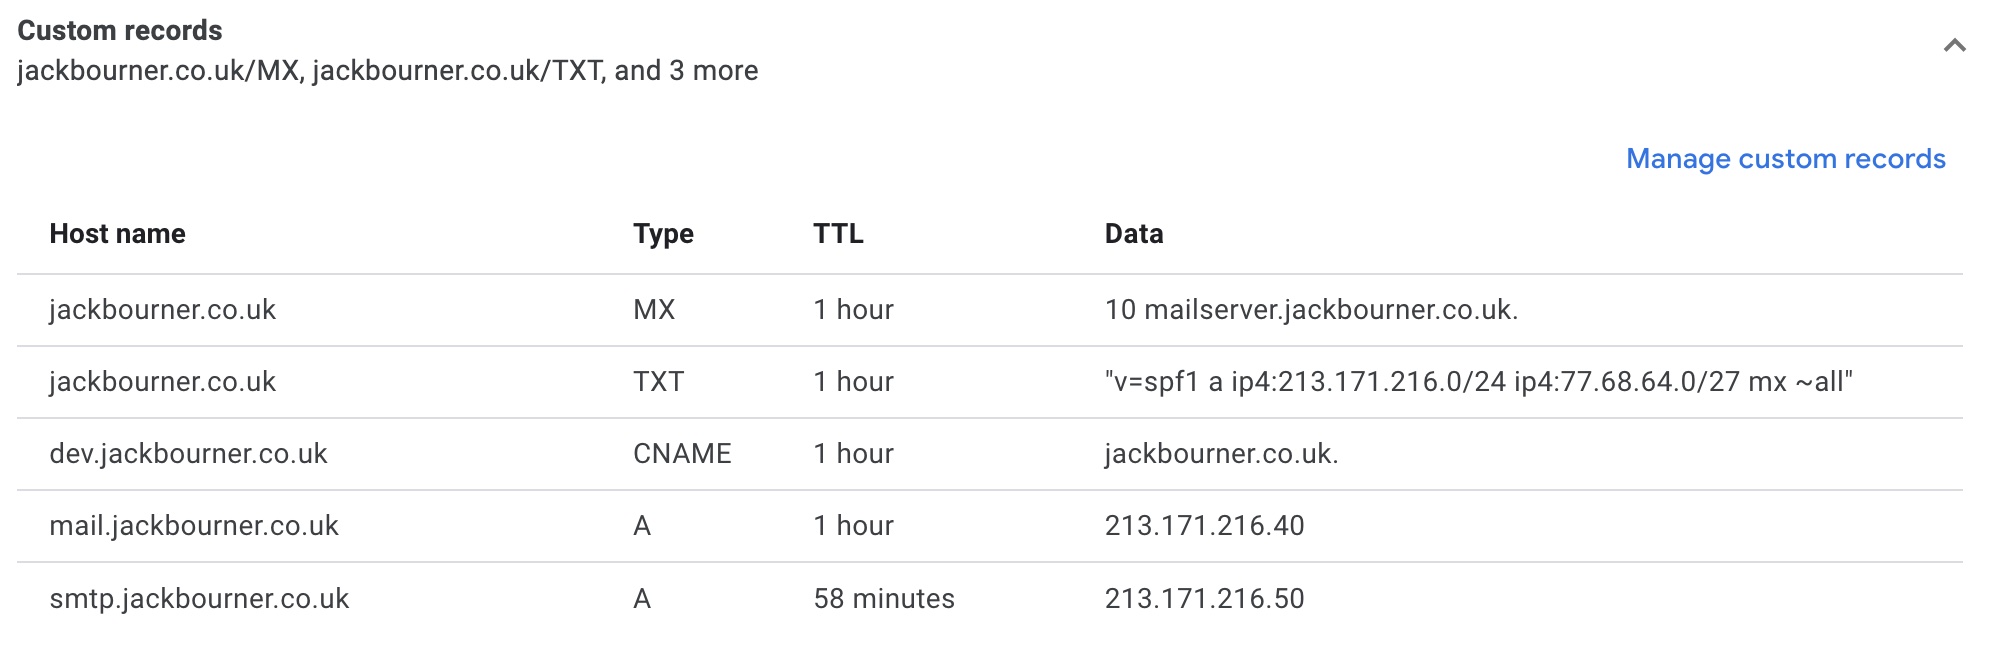 Custom records
jackbourner.co.uk/MX, jackbourner.co.uk/TXT, and 3 more
Manage custom records
Host name Type TTL Data
jackbourner.co.uk MX 1 hour 10 mailserver.jackbourner.co.uk.
jackbourner.co.uk TXT 1 hour "v=spf1 a ip4:213.171.216.0/24 ip4:77.68.64.0/27 mx ~all"
dev.jackbourner.co.uk CNAME 1 hour jackbourner.co.uk.
mail.jackbourner.co.uk A 1 hour 213.171.216.40
smtp.jackbourner.co.uk A 58 minutes 213.171.216.50